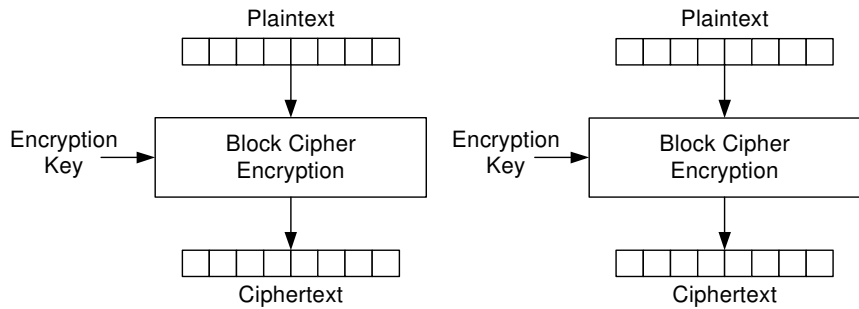 Plaintext
Encryption
Key
Block Cipher
Encryption
Ciphertext
Plaintext
Encryption
Key
Block Cipher
Encryption
Ciphertext